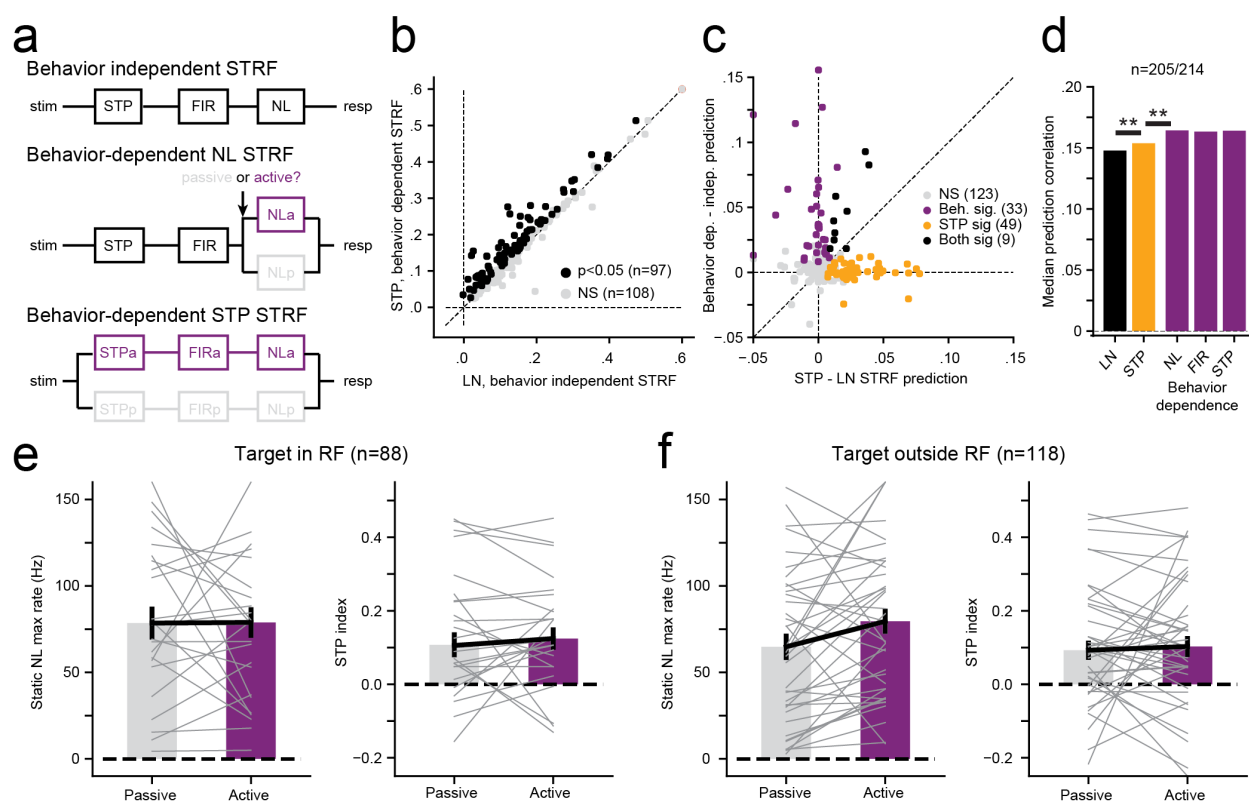 a
Behavior independent STRF
stim
STP
FIR
NL
resp
Behavior-dependent NL STRF
passive or active?
stim
STP
FIR
NLa
NLp
resp
Behavior-dependent STP STRF
stim
STPa
FIRa
NLa
STPp
FIRp
NLp
resp
b
STP, behavior dependent STRF
.6
.5
.4
.3
.2
.1
.0
p<0.05 (n=97)
NS (n=108)
.0
.2
.4
.6
LN, behavior independent STRF
c
Behavior dep. - indep. prediction
.15
.1
.05
0
−.05
NS (123)
Beh. sig. (33)
STP sig (49)
Both sig (9)
−.05
0
.05
.10
.15
STP - LN STRF prediction
d
n=205/214
Median prediction correlation
.20
.15
.10
.05
0
**
**
LN
STP
NL
FIR
STP
Behavior
dependence
e
Target in RF (n=88)
Static NL max rate (Hz)
150
100
50
0
Passive
Active
STP index
0.4
0.2
0.0
−0.2
Passive
Active
f
Target outside RF (n=118)
Static NL max rate (Hz)
150
100
50
0
Passive
Active
STP index
0.4
0.2
0.0
−0.2
Passive
Active